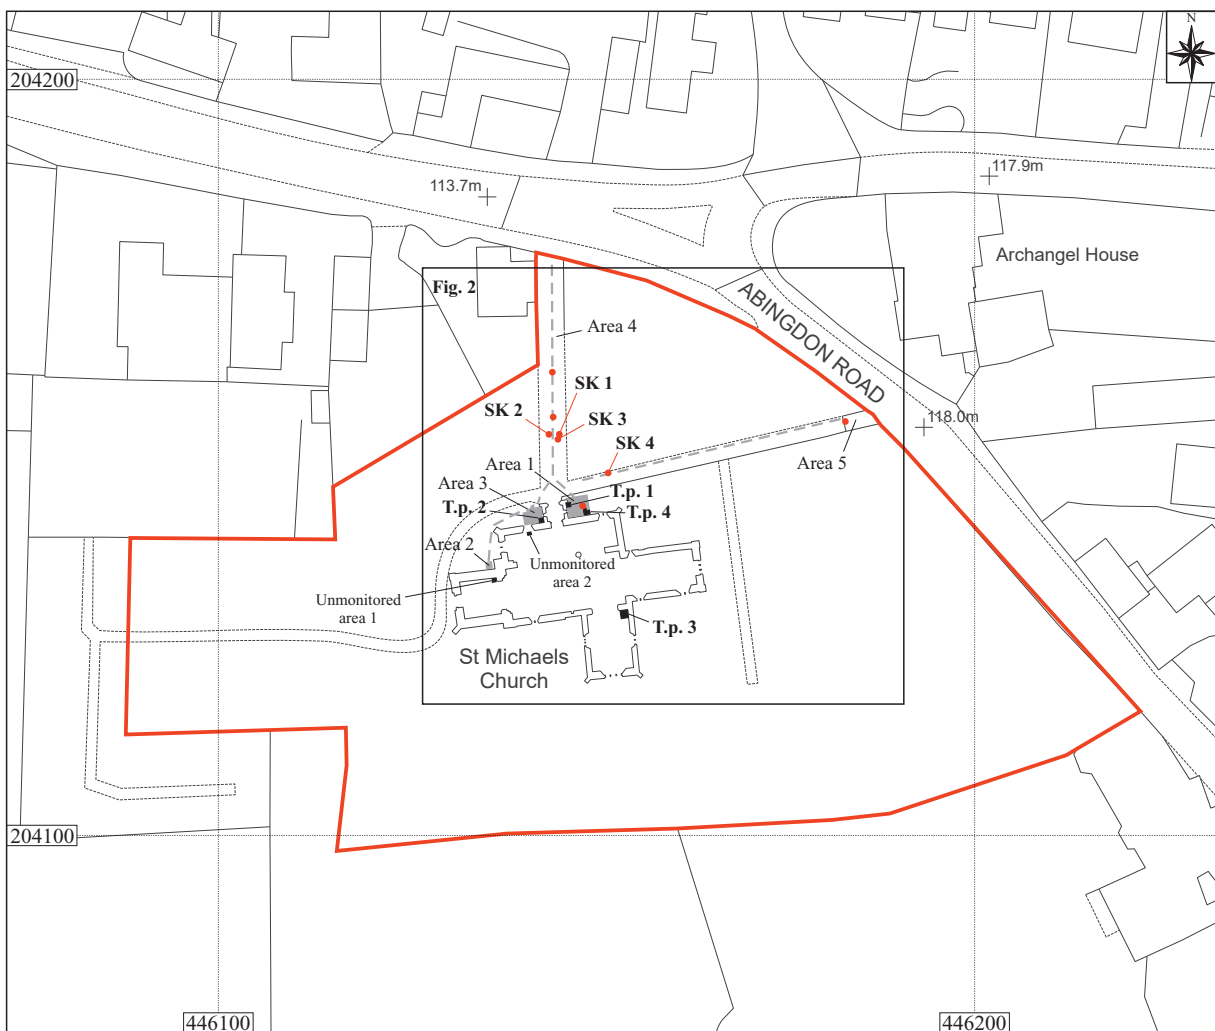 N
204200
117.9m
113.7m
Archangel House
Fig. 2
ABINGDON ROAD
Area 4
SK 1
SK 2
SK 3
118.0m
SK 4
Area 1
Area 5
Area 3
T.p. 1
T.p. 2
T.p. 4
Area 2
Unmonitored
area 2
Unmonitored
area 1
T.p. 3
St Michaels
Church
204100
446100
446200